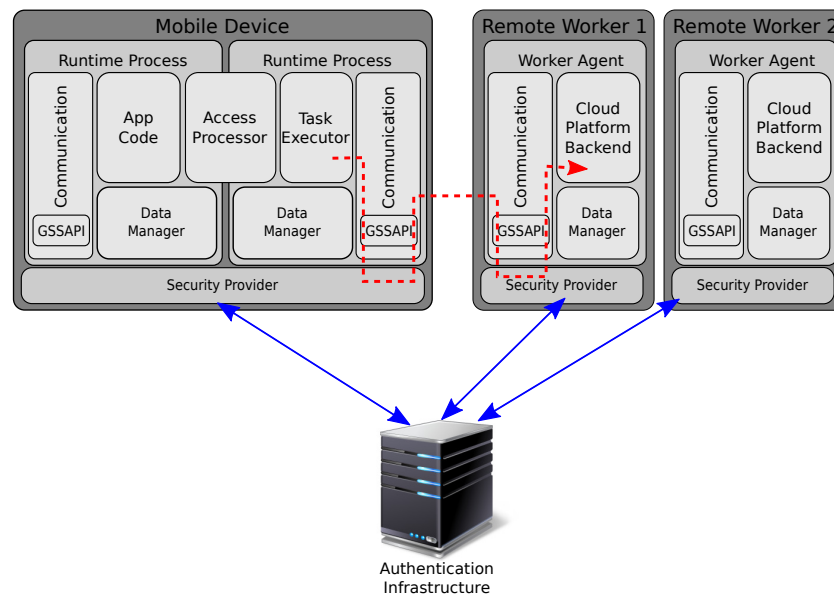 Mobile Device
Runtime Process
Communication
GSSAPI
App
Code
Access
Processor
Data
Manager
Runtime Process
Task
Executor
Data
Manager
Communication
GSSAPI
Security Provider
Remote Worker 1
Worker Agent
Communication
GSSAPI
Cloud
Platform
Backend
Data
Manager
Security Provider
Remote Worker 2
Worker Agent
Communication
GSSAPI
Cloud
Platform
Backend
Data
Manager
Security Provider
Authentication
Infrastructure